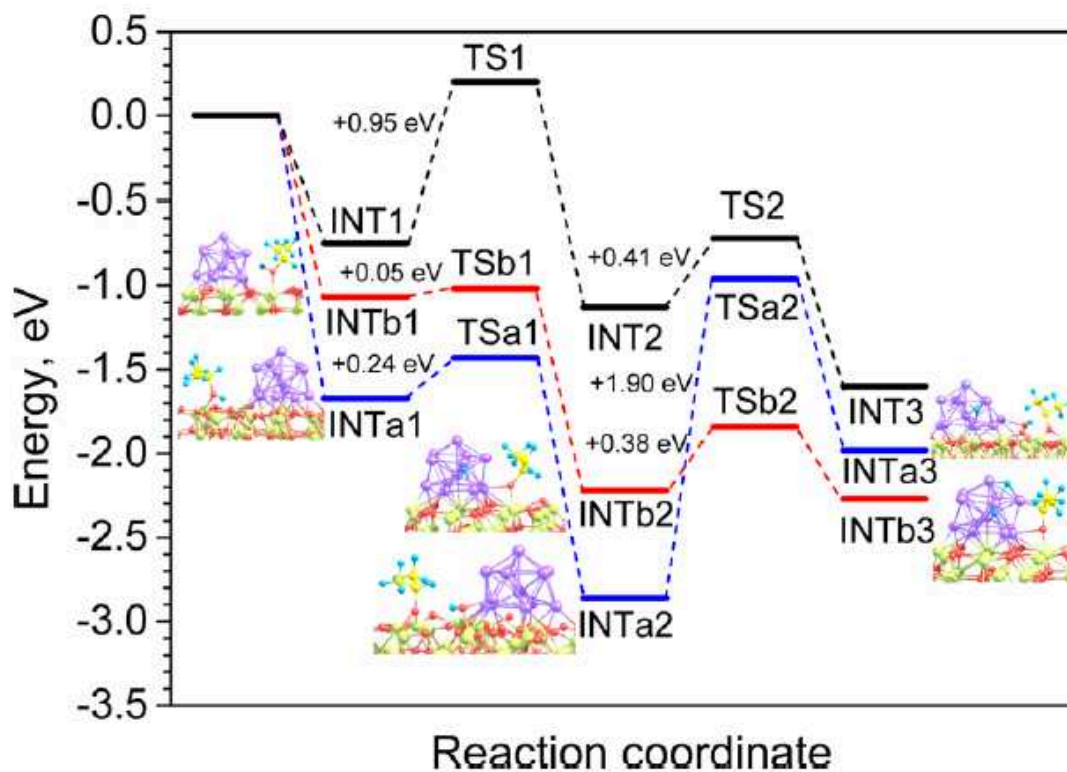 Energy, eV
0.5
0.0
-0.5
-1.0
-1.5
-2.0
-2.5
-3.0
-3.5
TS1
+0.95 eV
INT1
TS2
+0.41 eV
+0.05 eV
TSb1
INTb1
INT2
TSa2
TSa1
+0.24 eV
INTa1
+1.90 eV
TSb2
INT3
+0.38 eV
INTa3
INTb2
INTb3
INTa2
Reaction coordinate